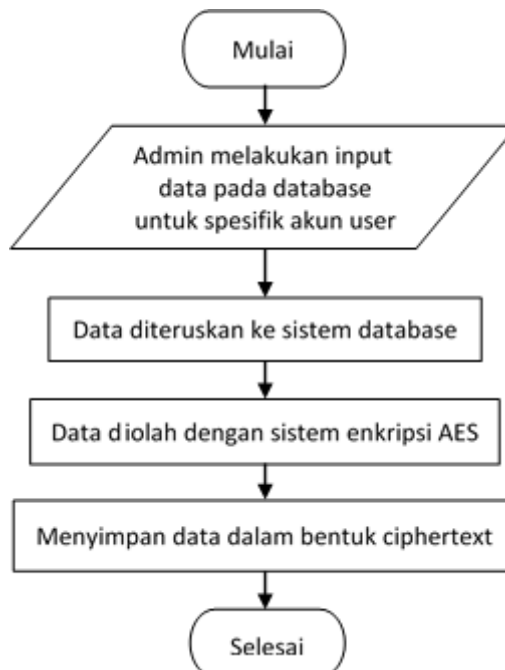 Mulai
Admin melakukan input
data pada database
untuk spesifik akun user
Data diteruskan ke sistem database
Data diolah dengan sistem enkripsi AES
Menyimpan data dalam bentuk ciphertext
Selesai